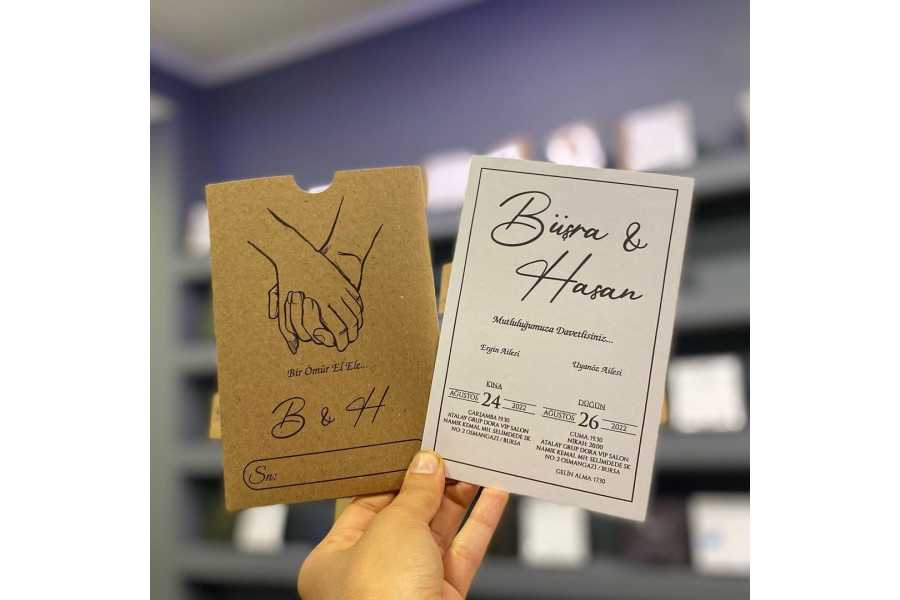 Bir Ömür El Ele...
B & H
Sn:
Büşra &
Hasan
Mutluluğumuza Davetlisiniz...
Ergin Ailesi
Uyanöz Ailesi
KINA
AĞUSTOS 24 2022
ÇARŞAMBA 19:30
ATALAY GRUP DORA VIP SALON
NAMIK KEMAL MH. SELİMDEDE SK.
NO: 2 OSMANGAZİ / BURSA
DÜĞÜN
AĞUSTOS 26 2022
CUMA: 19:30
NİKAH: 20:00
ATALAY GRUP DORA VIP SALON
NAMIK KEMAL MH. SELİMDEDE SK.
NO: 2 OSMANGAZİ / BURSA
GELİN ALMA: 17:30